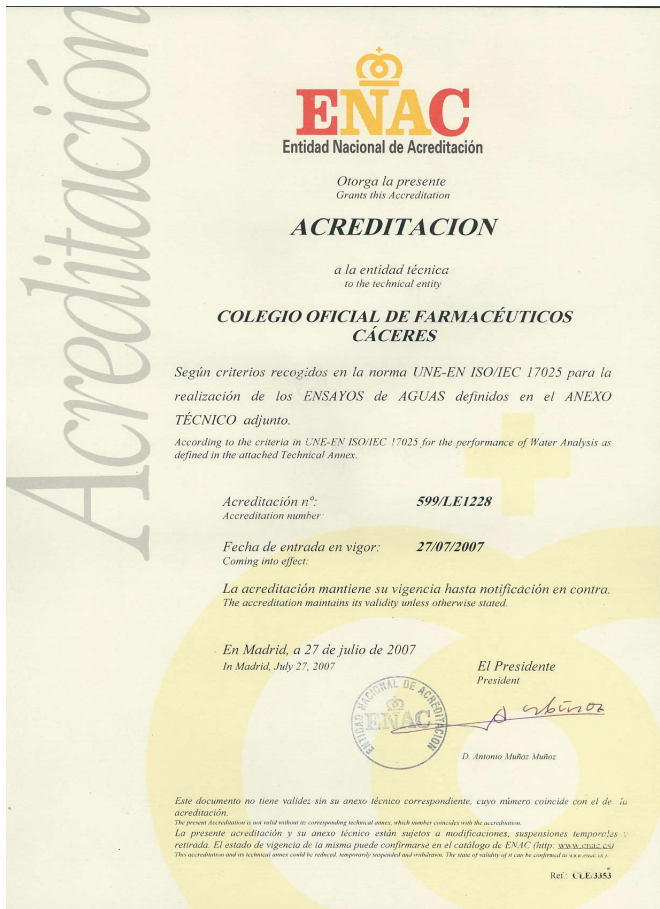 Acreditación
ENAC
Entidad Nacional de Acreditación
Otorga la presente
Grants this Accreditation
ACREDITACION
a la entidad técnica
to the technical entity
COLEGIO OFICIAL DE FARMACÉUTICOS
CÁCERES
Según criterios recogidos en la norma UNE-EN ISO/IEC 17025 para la
realización de los ENSAYOS de AGUAS definidos en el ANEXO
TÉCNICO adjunto.
According to the criteria in UNE-EN ISO/IEC 17025 for the performance of Water Analysis as
defined in the attached Technical Annex.
Acreditación nº: 599/LE1228
Accreditation number:
Fecha de entrada en vigor: 27/07/2007
Coming into effect:
La acreditación mantiene su vigencia hasta notificación en contra.
The accreditation maintains its validity unless otherwise stated.
En Madrid, a 27 de julio de 2007
In Madrid, July 27, 2007
El Presidente
President
ENTIDAD NACIONAL DE ACREDITACIÓN
ENAC
D. Antonio Muñoz Muñoz
Este documento no tiene validez sin su anexo técnico correspondiente, cuyo número coincide con el de la
acreditación.
The present Accreditation is not valid without its corresponding technical annex, which number coincides with the accreditation.
La presente acreditación y su anexo técnico están sujetos a modificaciones, suspensiones temporales y
retirada. El estado de vigencia de la misma puede confirmarse en el catálogo de ENAC (http: www.enac.es)
This accreditation and its technical annex could be reduced, temporarily suspended and withdrawn. The state of validity of it can be confirmed at www.enac.es
Ref.: CLE/3353